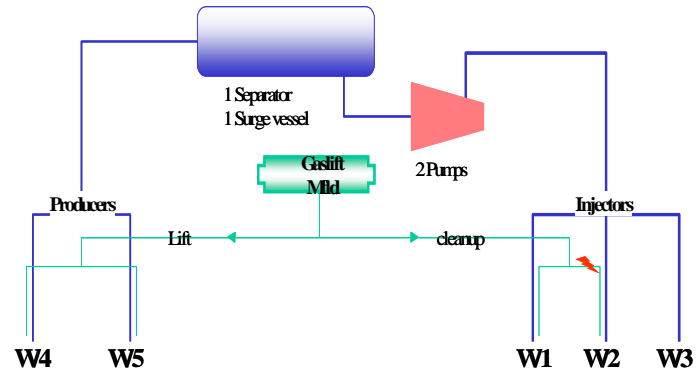 1 Separator
1 Surge vessel
2 Pumps
Gaslift
Mfld
Producers
Injectors
Lift
cleanup
W4
W5
W1
W2
W3